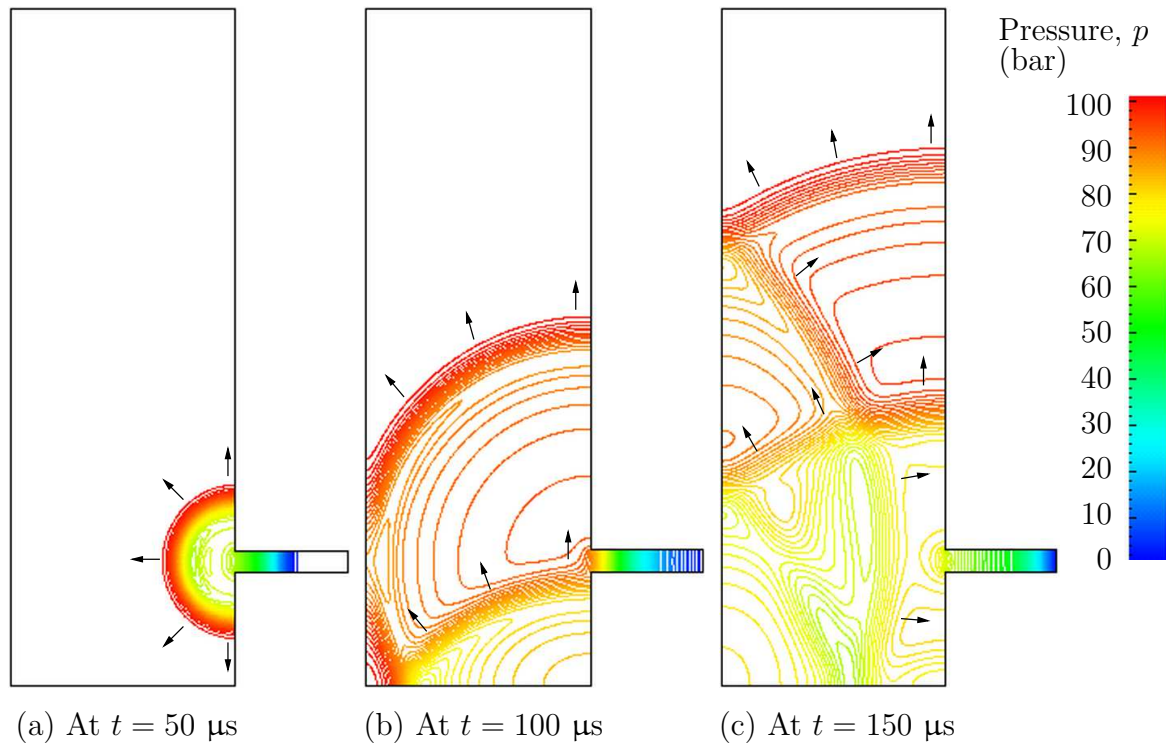 Pressure, p
(bar)
100
90
80
70
60
50
40
30
20
10
0
(a) At t = 50 μs
(b) At t = 100 μs
(c) At t = 150 μs